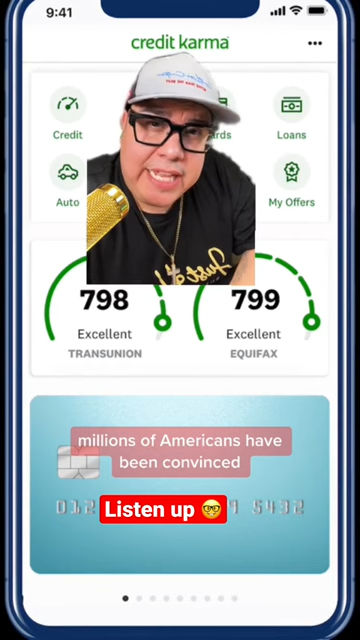 9:41
credit karma
Credit
Loans
Auto
My Offers
798
799
Excellent
Excellent
TRANSUNION
EQUIFAX
millions of Americans have
been convinced
Listen up 🤓
5432